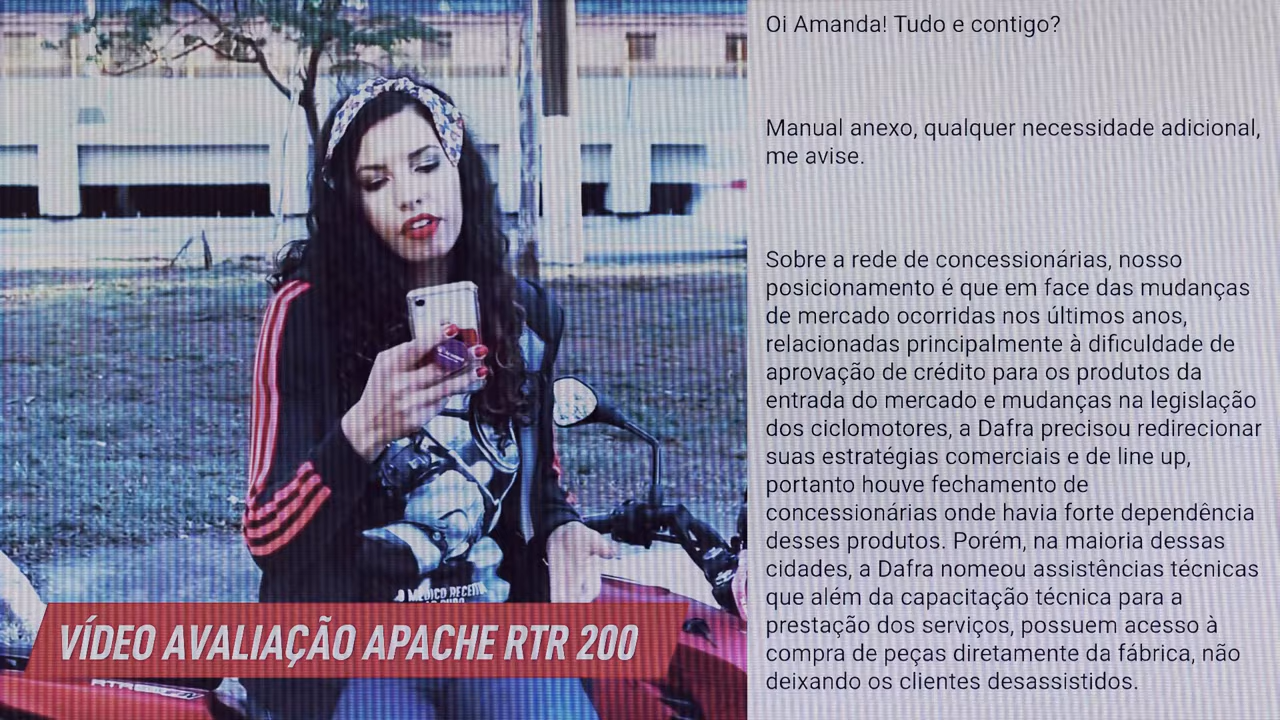 Oi Amanda! Tudo e contigo?
Manual anexo, qualquer necessidade adicional,
me avise.
Sobre a rede de concessionárias, nosso
posicionamento é que em face das mudanças
de mercado ocorridas nos últimos anos,
relacionadas principalmente à dificuldade de
aprovação de crédito para os produtos da
entrada do mercado e mudanças na legislação
dos ciclomotores, a Dafra precisou redirecionar
suas estratégias comerciais e de line up,
portanto houve fechamento de
concessionárias onde havia forte dependência
desses produtos. Porém, na maioria dessas
cidades, a Dafra nomeou assistências técnicas
que além da capacitação técnica para a
prestação dos serviços, possuem acesso à
compra de peças diretamente da fábrica, não
deixando os clientes desassistidos.
O MÉDICO RECEIT
VÍDEO AVALIAÇÃO APACHE RTR 200
RTR